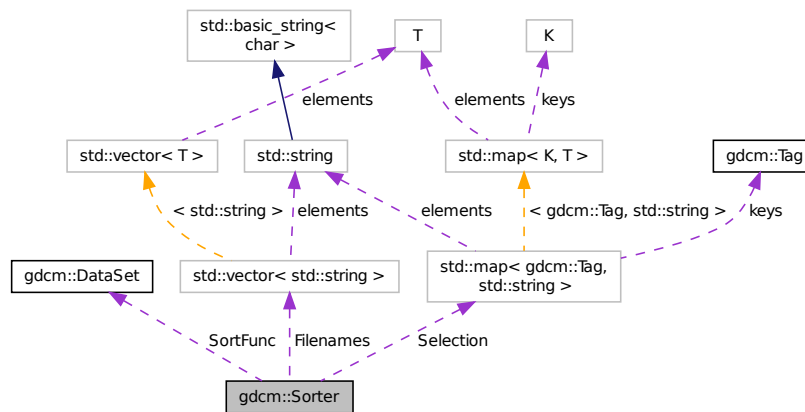 std::basic_string<
char >
T
K
elements
elements
keys
std::vector< T >
std::string
std::map< K, T >
gdcm::Tag
< std::string >
elements
elements
< gdcm::Tag, std::string >
keys
gdcm::DataSet
std::vector< std::string >
std::map< gdcm::Tag,
std::string >
SortFunc
Filenames
Selection
gdcm::Sorter